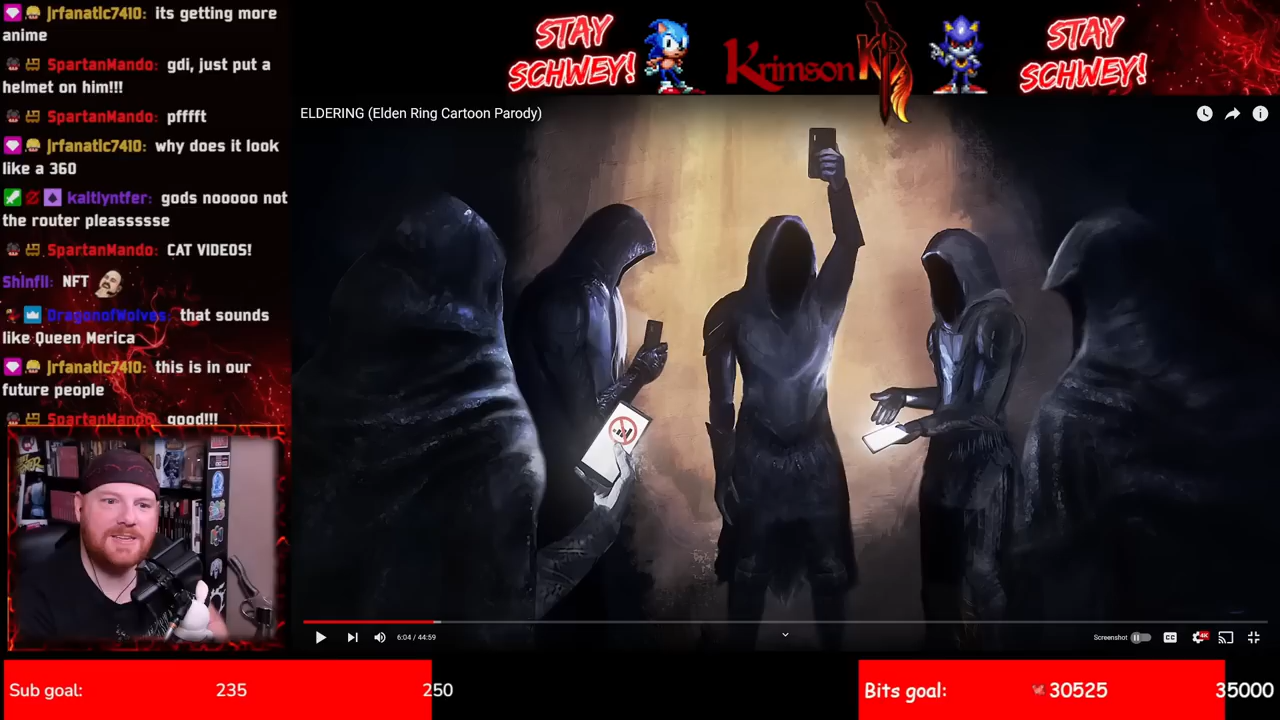 jrfanatic7410: its getting more
anime
SpartanMando: gdi, just put a
helmet on him!!!
SpartanMando: pfffft
jrfanatic7410: why does it look
like a 360
kaitlyntfer: gods nooooo not
the router pleassssse
SpartanMando: CAT VIDEOS!
Shinfil: NFT
DragonofWolves: that sounds
like Queen Merica
jrfanatic7410: this is in our
future people
SpartanMando: good!!!
STAY
SCHWEY!
Krimson KB
STAY
SCHWEY!
ELDERING (Elden Ring Cartoon Parody)
6:04 / 44:59
Screenshot
CC
4K
Sub goal: 235 250
Bits goal: 30525 35000